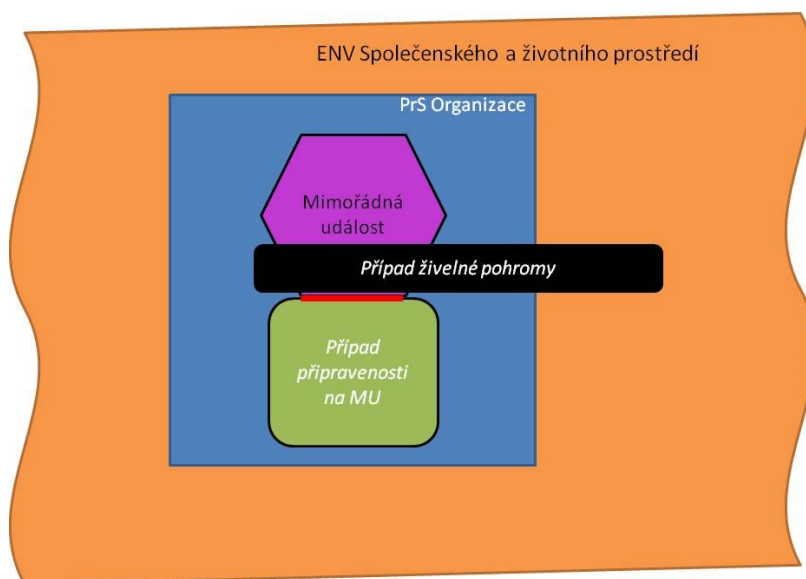 ENV Společenského a životního prostředí
PrS Organizace
Mimořádná
událost
Případ živelné pohromy
Případ
připravenosti
na MU